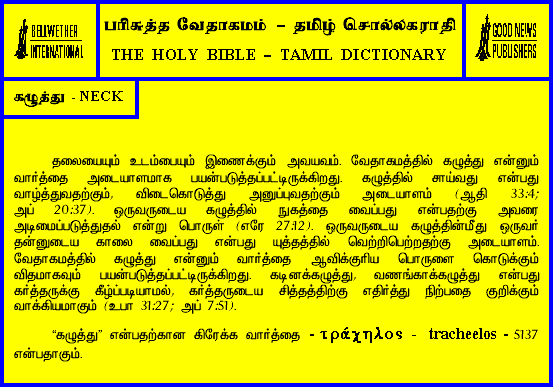 BELLWETHER
INTERNATIONAL
பரிசுத்த வேதாகமம் – தமிழ் சொல்லகராதி
THE HOLY BIBLE – TAMIL DICTIONARY
GOOD NEWS
PUBLISHERS
கழுத்து - NECK
தலையையும் உடம்பையும் இணைக்கும் அவயவம். வேதாகமத்தில் கழுத்து என்னும்
வார்த்தை அடையாளமாக பயன்படுத்தப்பட்டிருக்கிறது. கழுத்தில் சாய்வது என்பது
வாழ்த்துவதற்கும், விடைகொடுத்து அனுப்புவதற்கும் அடையாளம் (ஆதி 33:4;
அப் 20:37). ஒருவருடைய கழுத்தில் நுகத்தை வைப்பது என்பதற்கு அவரை
அடிமைப்படுத்துதல் என்று பொருள் (எரே 27:12). ஒருவருடைய கழுத்தின்மீது ஒருவர்
தன்னுடைய காலை வைப்பது என்பது யுத்தத்தில் வெற்றிபெற்றதற்கு அடையாளம்.
வேதாகமத்தில் கழுத்து என்னும் வார்த்தை ஆவிக்குரிய பொருளை கொடுக்கும்
விதமாகவும் பயன்படுத்தப்பட்டிருக்கிறது. கடினக்கழுத்து, வணங்காக்கழுத்து என்பது
கர்த்தருக்கு கீழ்ப்படியாமல், கர்த்தருடைய சித்தத்திற்கு எதிர்த்து நிற்பதை குறிக்கும்
வாக்கியமாகும் (உபா 31:27; அப் 7:51).
“கழுத்து” என்பதற்கான கிரேக்க வார்த்தை - τράχηλος - tracheelos - 5137
என்பதாகும்.